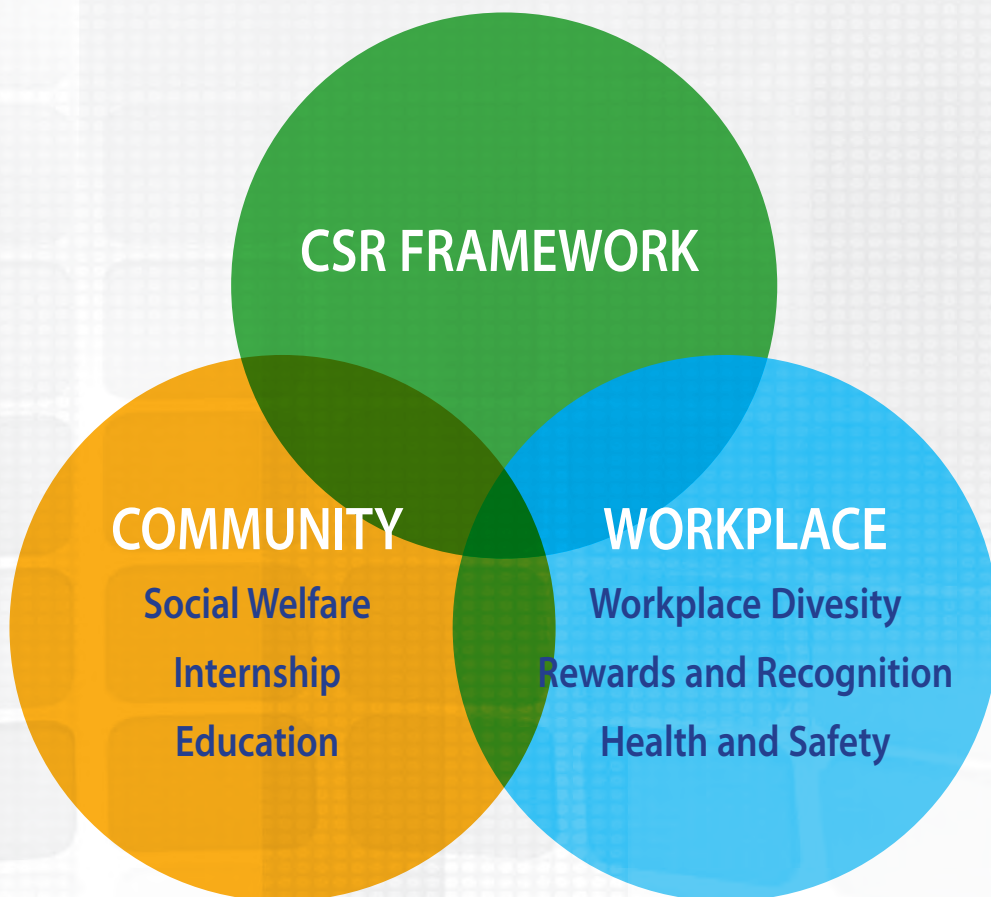 CSR FRAMEWORK
COMMUNITY
Social Welfare
Internship
Education
WORKPLACE
Workplace Divesity
Rewards and Recognition
Health and Safety